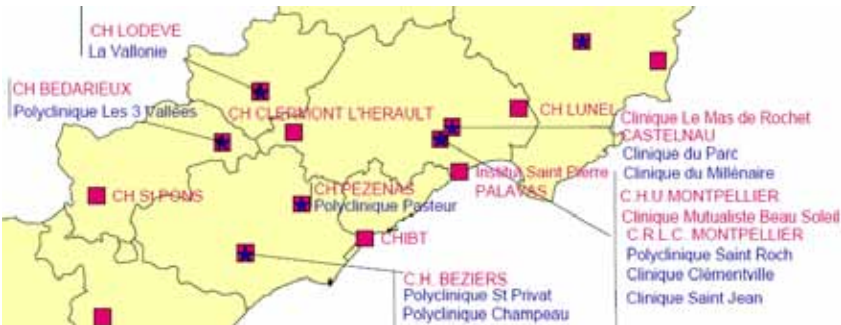 CH LODEVE
La Vallonie
CH BEDARIEUX
Polyclinique Les 3 Vallées
CH CLERMONT L'HERAULT
CH LUNEL
Clinique Le Mas de Rochet
CASTELNAU
Clinique du Parc
Clinique du Millénaire
CH St PONS
CH PEZENAS
Polyclinique Pasteur
Institut Saint Pierre
PALAVAS
C.H.U MONTPELLIER
Clinique Mutualiste Beau Soleil
C.R.L.C. MONTPELLIER
Polyclinique Saint Roch
Clinique Clémentville
Clinique Saint Jean
CHIBT
C.H. BEZIERS
Polyclinique St Privat
Polyclinique Champeau